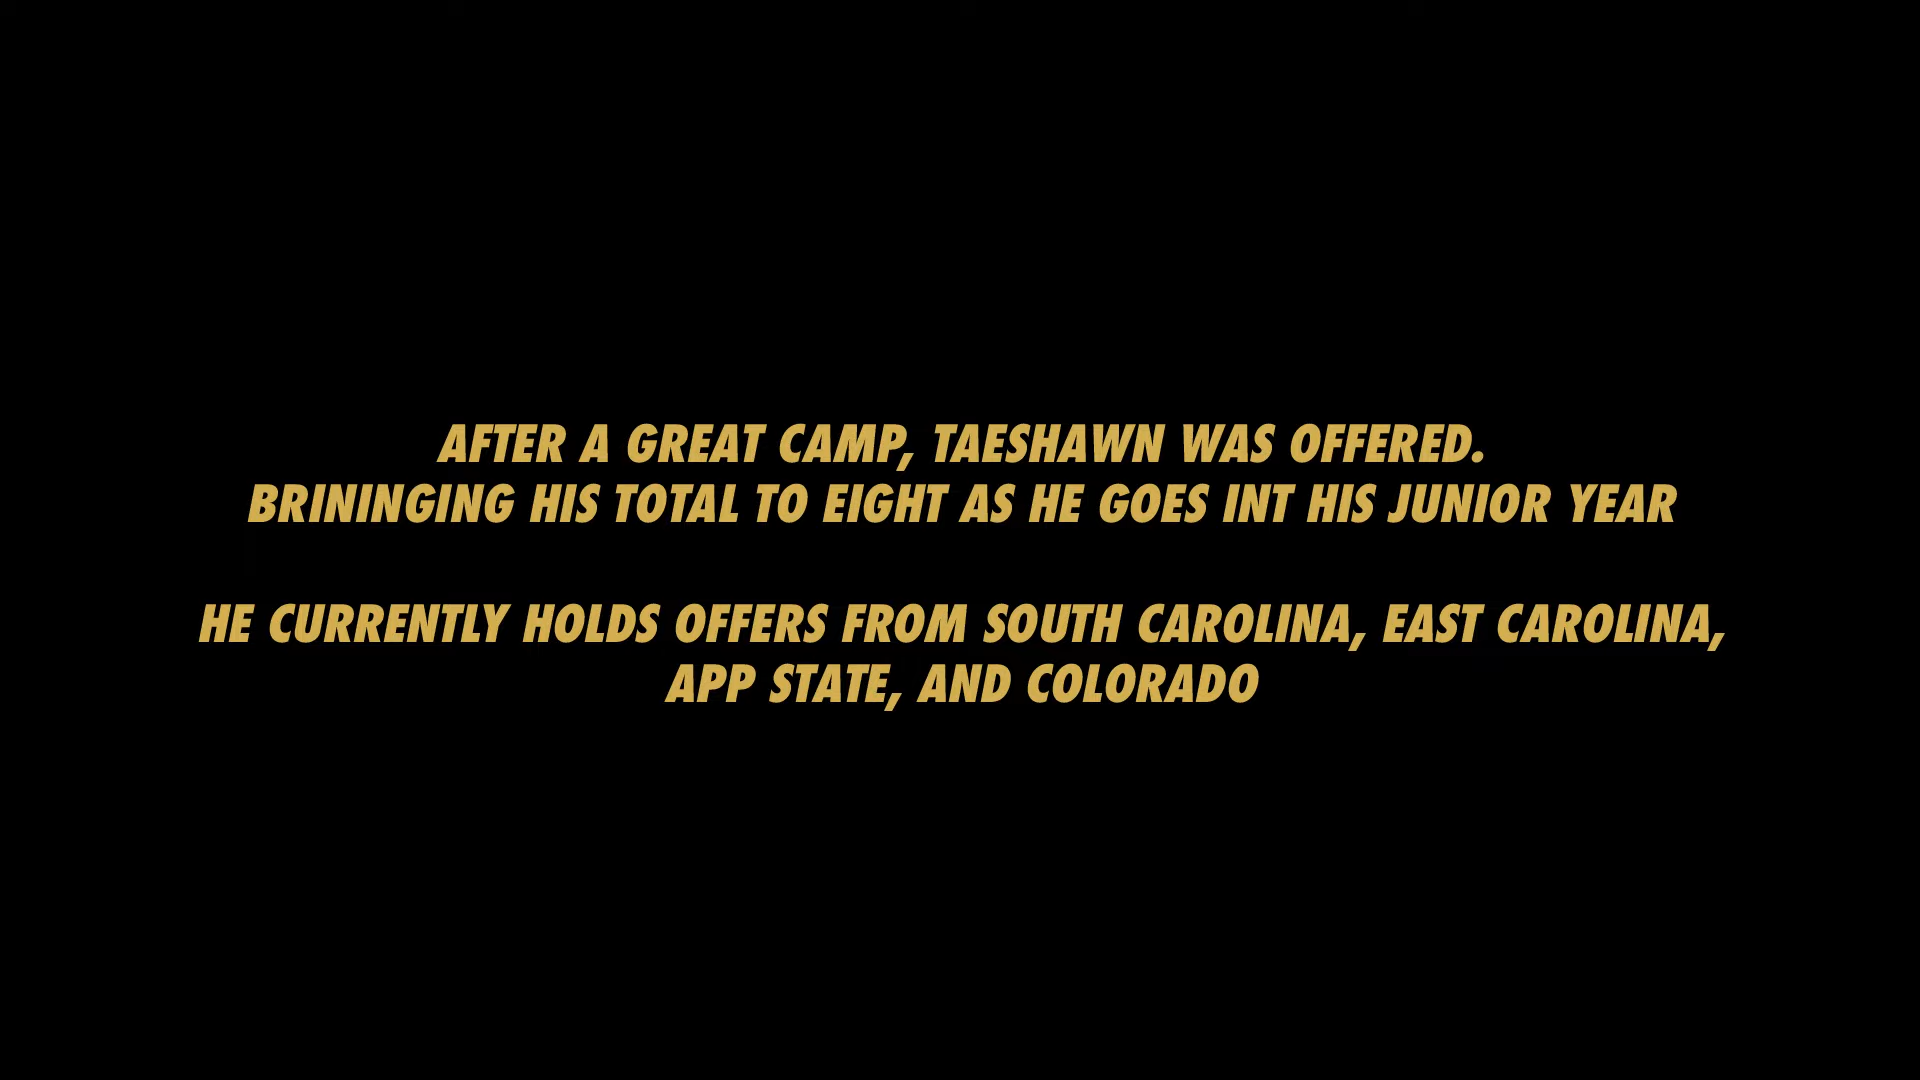 AFTER A GREAT CAMP, TAESHAWN WAS OFFERED.
BRININGING HIS TOTAL TO EIGHT AS HE GOES INT HIS JUNIOR YEAR
HE CURRENTLY HOLDS OFFERS FROM SOUTH CAROLINA, EAST CAROLINA,
APP STATE, AND COLORADO